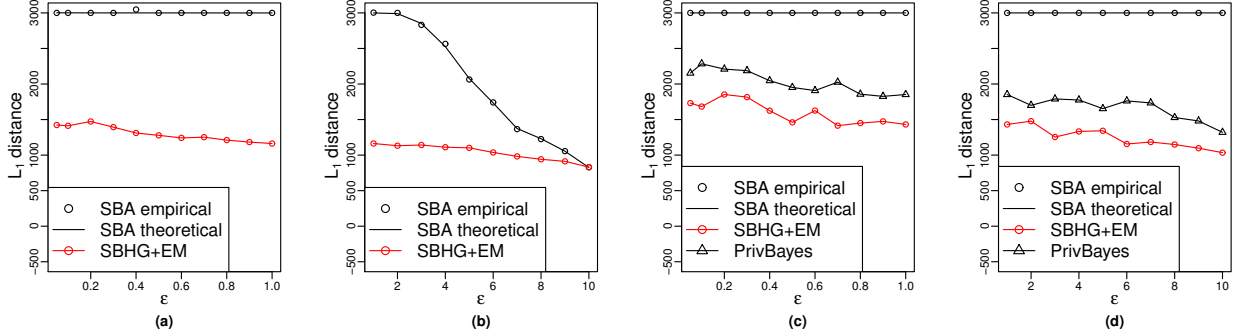 L1 distance
3000
2000
1000
500
0
−500
SBA empirical
SBA theoretical
SBHG+EM
0.2
0.4
0.6
0.8
1.0
ε
(a)
L1 distance
3000
2000
1000
500
0
−500
SBA empirical
SBA theoretical
SBHG+EM
2
4
6
8
10
ε
(b)
L1 distance
3000
2000
1000
500
0
−500
SBA empirical
SBA theoretical
SBHG+EM
PrivBayes
0.2
0.4
0.6
0.8
1.0
ε
(c)
L1 distance
3000
2000
1000
500
0
−500
SBA empirical
SBA theoretical
SBHG+EM
PrivBayes
2
4
6
8
10
ε
(d)